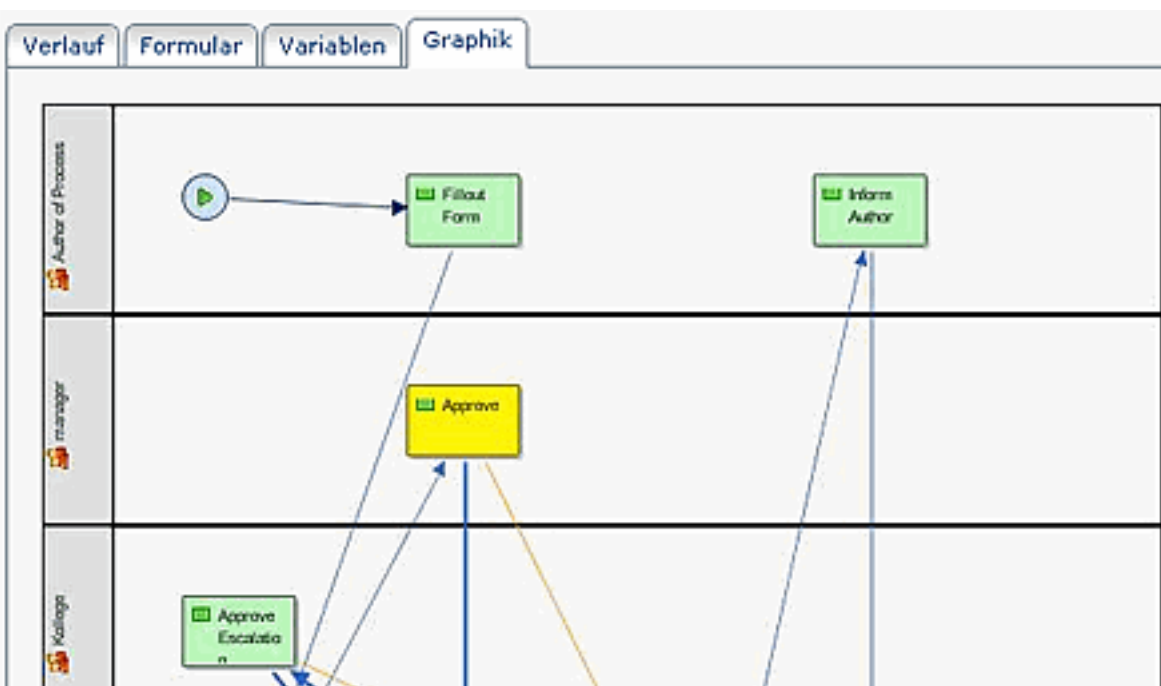 Verlauf Formular Variablen Graphik
Author of Process
Fillout
Form
Inform
Author
manager
Approve
Kollege
Approve
Escalatio
n